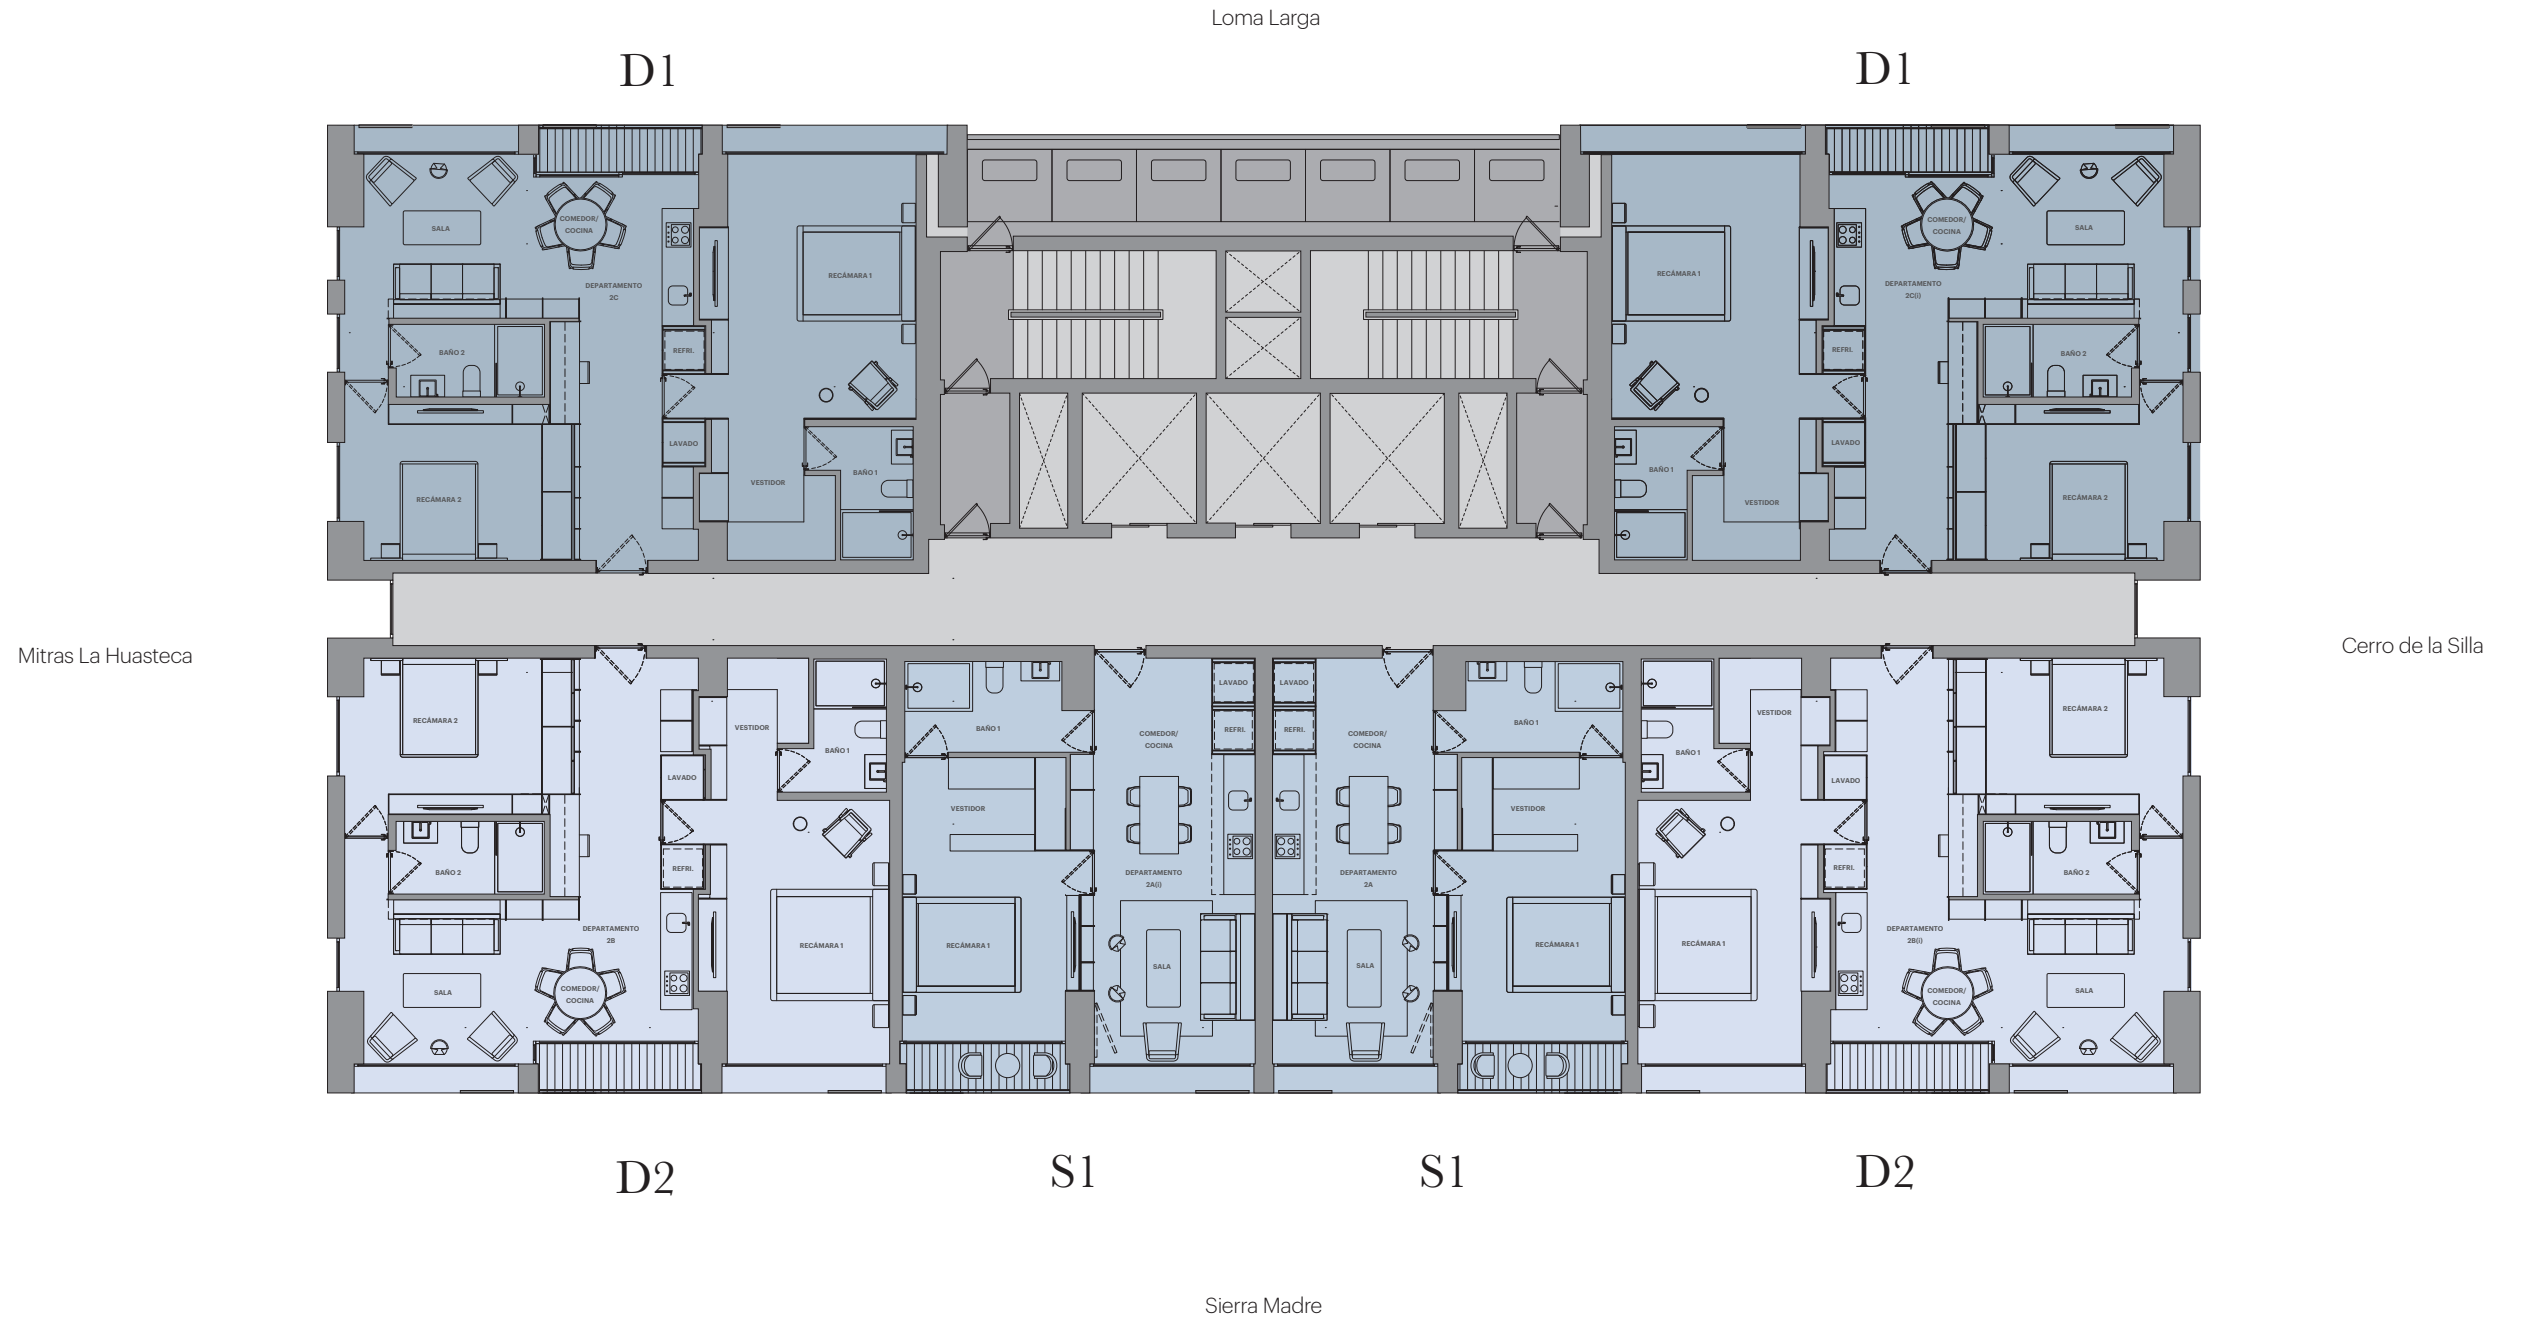 Loma Larga
D1
D1
COMEDOR/
COCINA
SALA
DEPARTAMENTO
2C
RECÁMARA 1
BAÑO 2
REFRI.
LAVADO
RECÁMARA 2
VESTIDOR
BAÑO 1
RECÁMARA 1
COMEDOR/
COCINA
SALA
DEPARTAMENTO
2C(i)
REFRI.
BAÑO 2
LAVADO
BAÑO 1
VESTIDOR
RECÁMARA 2
Mitras La Huasteca
Cerro de la Silla
RECÁMARA 2
VESTIDOR
BAÑO 1
LAVADO
BAÑO 2
REFRI.
DEPARTAMENTO
2B
RECÁMARA 1
SALA
COMEDOR/
COCINA
BAÑO 1
LAVADO
REFRI.
COMEDOR/
COCINA
VESTIDOR
DEPARTAMENTO
2A(i)
RECÁMARA 1
SALA
LAVADO
REFRI.
COMEDOR/
COCINA
BAÑO 1
VESTIDOR
DEPARTAMENTO
2A
RECÁMARA 1
SALA
VESTIDOR
BAÑO 1
LAVADO
RECÁMARA 2
REFRI.
BAÑO 2
DEPARTAMENTO
2B(i)
RECÁMARA 1
COMEDOR/
COCINA
SALA
D2
S1
S1
D2
Sierra Madre